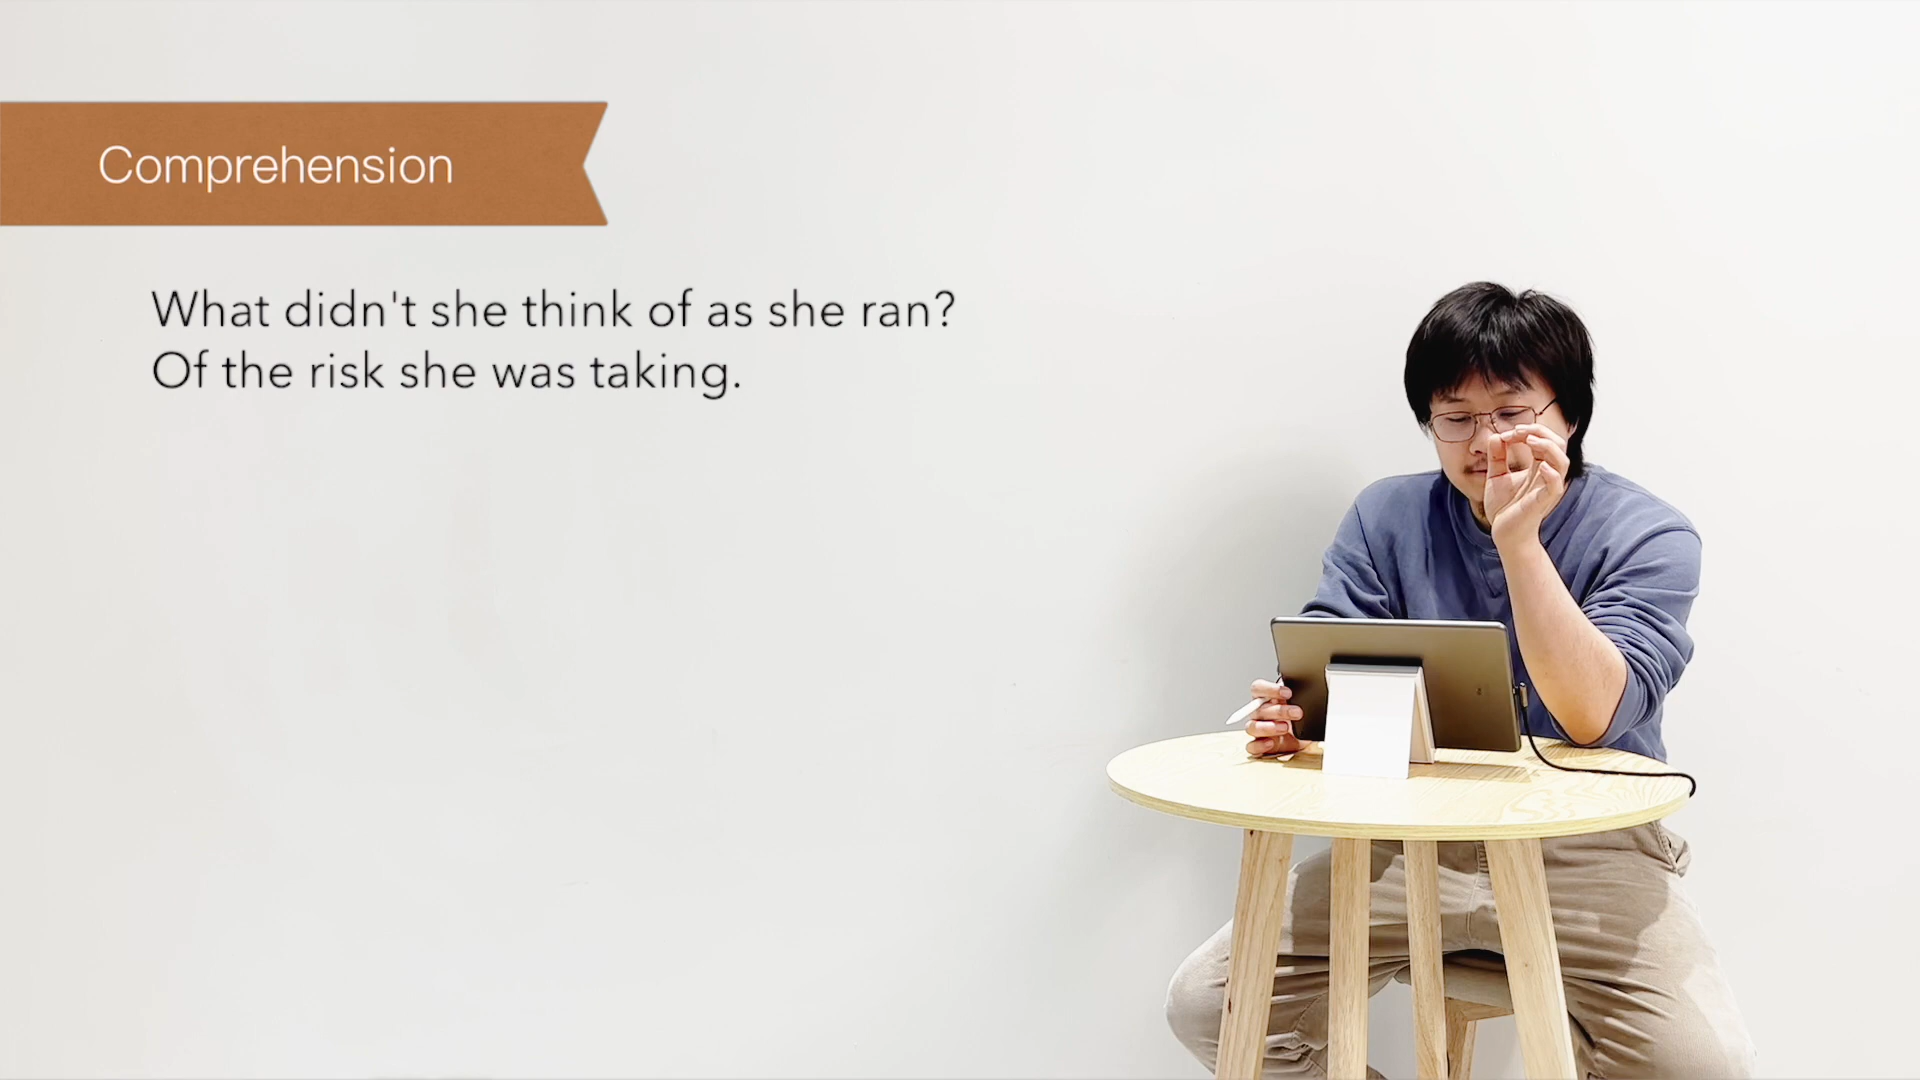 Comprehension
What didn't she think of as she ran?
Of the risk she was taking.